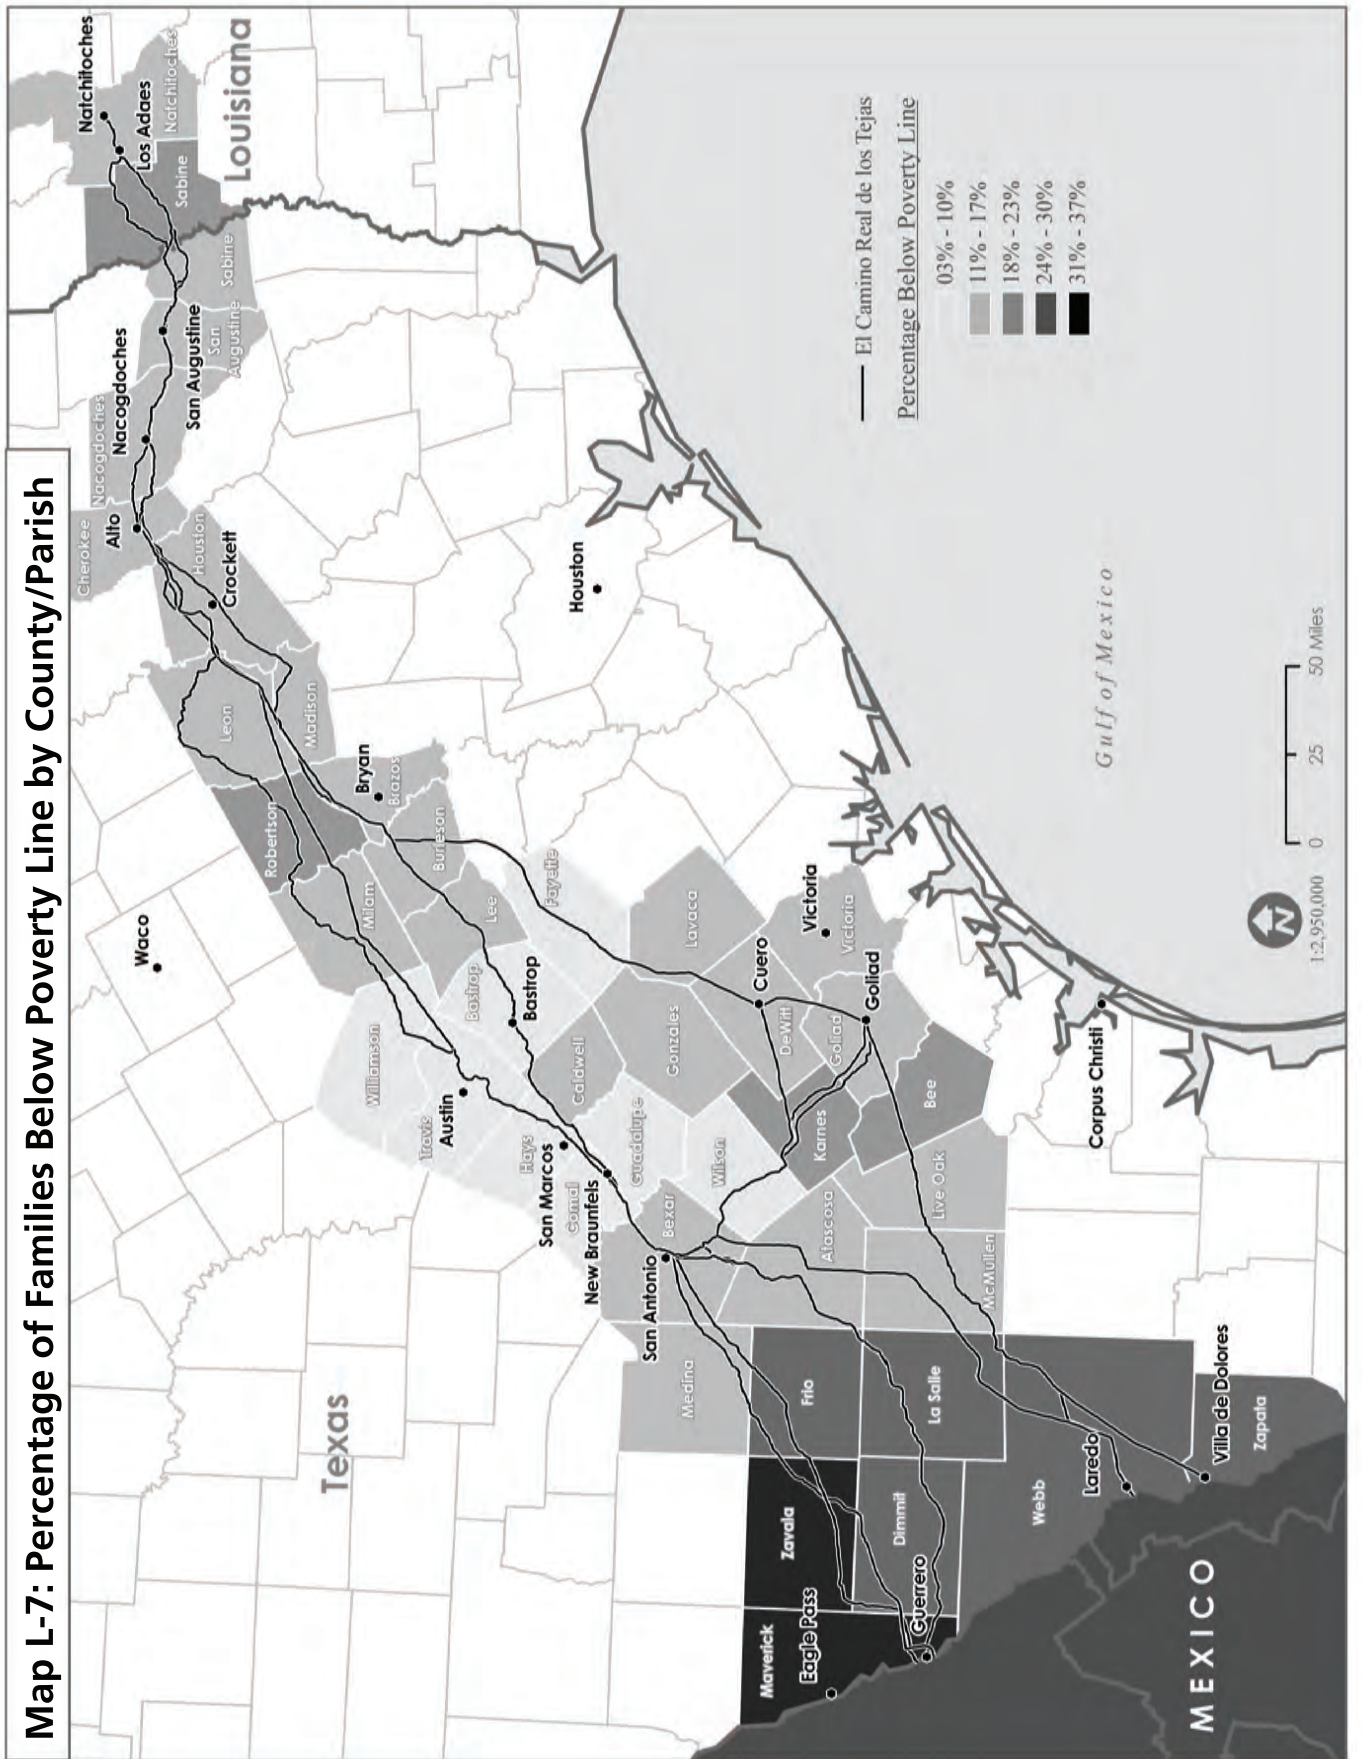 Map L-7: Percentage of Families Below Poverty Line by County/Parish
Natchitoches
Los Adaes
Natchitoches
Sabine
Louisiana
Sabine
San Augustine
San
Augustine
Nacogdoches
Nacogdoches
Cherokee
Alto
Houston
Crockett
Leon
Madison
Robertson
Bryan
Brazos
Burleson
Milam
Lee
Waco
Houston
Fayette
Lavaca
Victoria
Victoria
Cuero
DeWitt
Goliad
Goliad
Bastrop
Bastrop
Williamson
Travis
Austin
Caldwell
Gonzales
Hays
San Marcos
Comal
New Braunfels
Guadalupe
Wilson
Karnes
Bee
Bexar
San Antonio
Atascosa
Live Oak
McMullen
Corpus Christi
Texas
Medina
Frio
La Salle
Zavala
Dimmit
Maverick
Eagle Pass
Guerrero
Webb
Laredo
Villa de Dolores
Zapata
MEXICO
Gulf of Mexico
El Camino Real de los Tejas
Percentage Below Poverty Line
03% - 10%
11% - 17%
18% - 23%
24% - 30%
31% - 37%
N
1:2,950,000
0 25 50 Miles